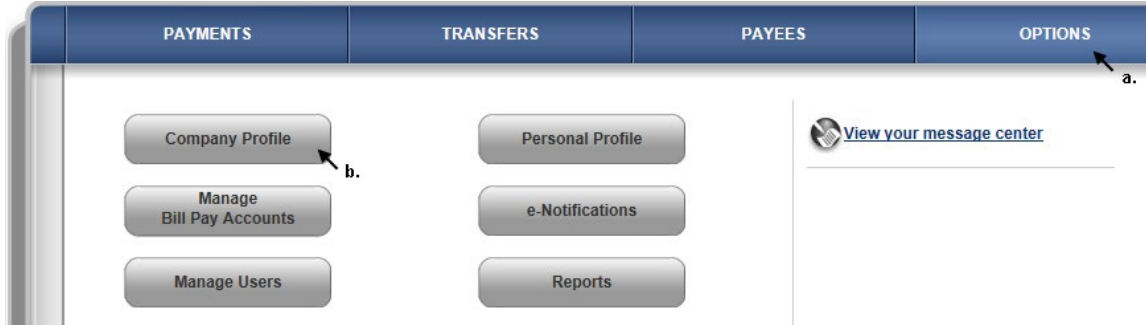 PAYMENTS TRANSFERS PAYEES OPTIONS
a.
Company Profile
b.
Personal Profile
View your message center
Manage
Bill Pay Accounts
e-Notifications
Manage Users
Reports